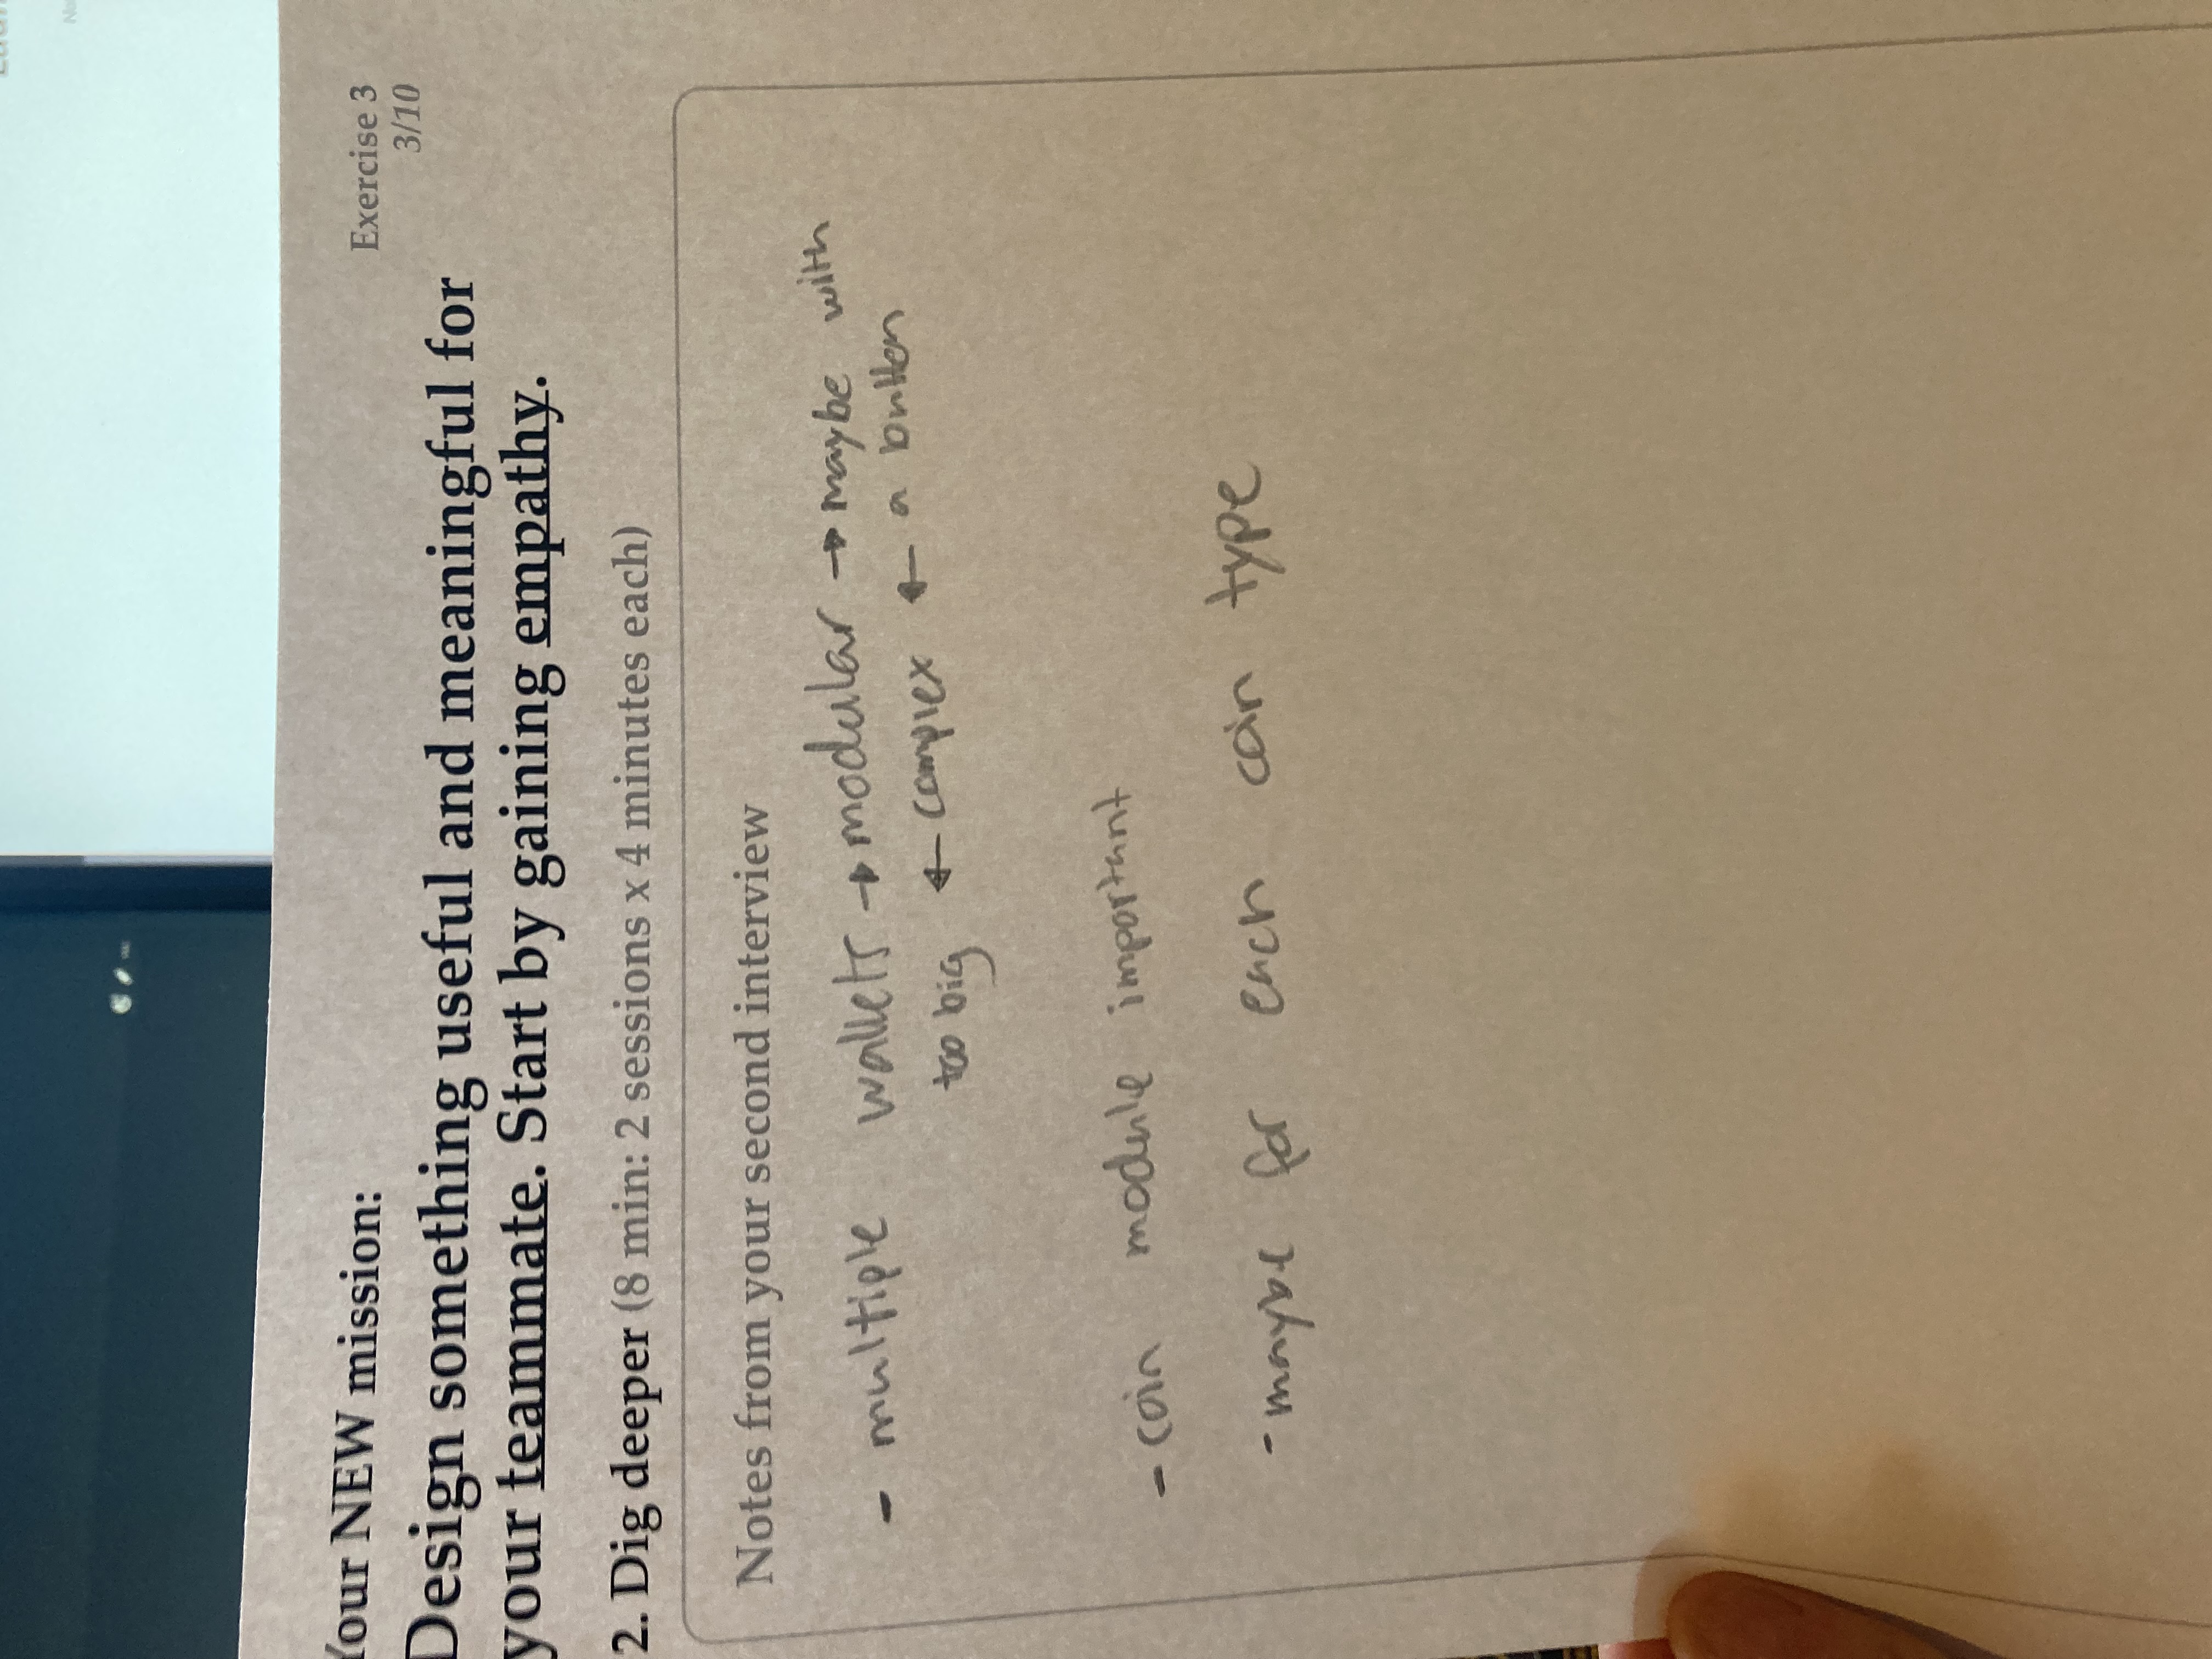 Your NEW mission:
Exercise 3
3/10
Design something useful and meaningful for
your teammate. Start by gaining empathy.
2. Dig deeper (8 min: 2 sessions x 4 minutes each)
Notes from your second interview
- multiple wallets → modular → maybe with
too big ← complex ← a button
- coin module important
- maybe for each coin type